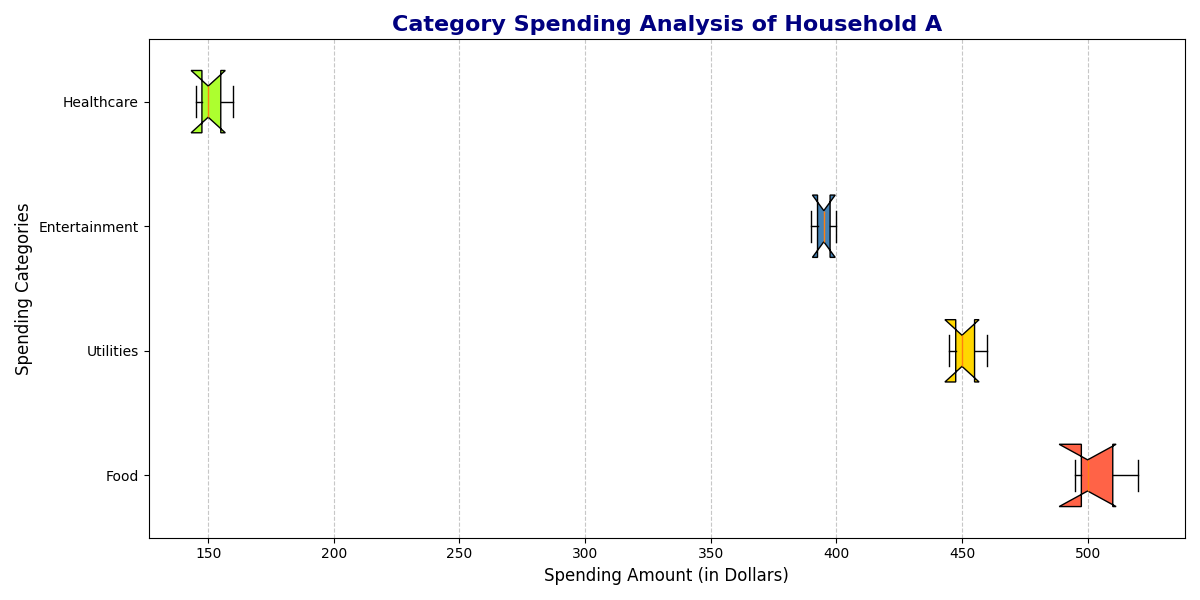 Category Spending Analysis of Household A
Spending Categories
Healthcare
Entertainment
Utilities
Food
150 200 250 300 350 400 450 500
Spending Amount (in Dollars)